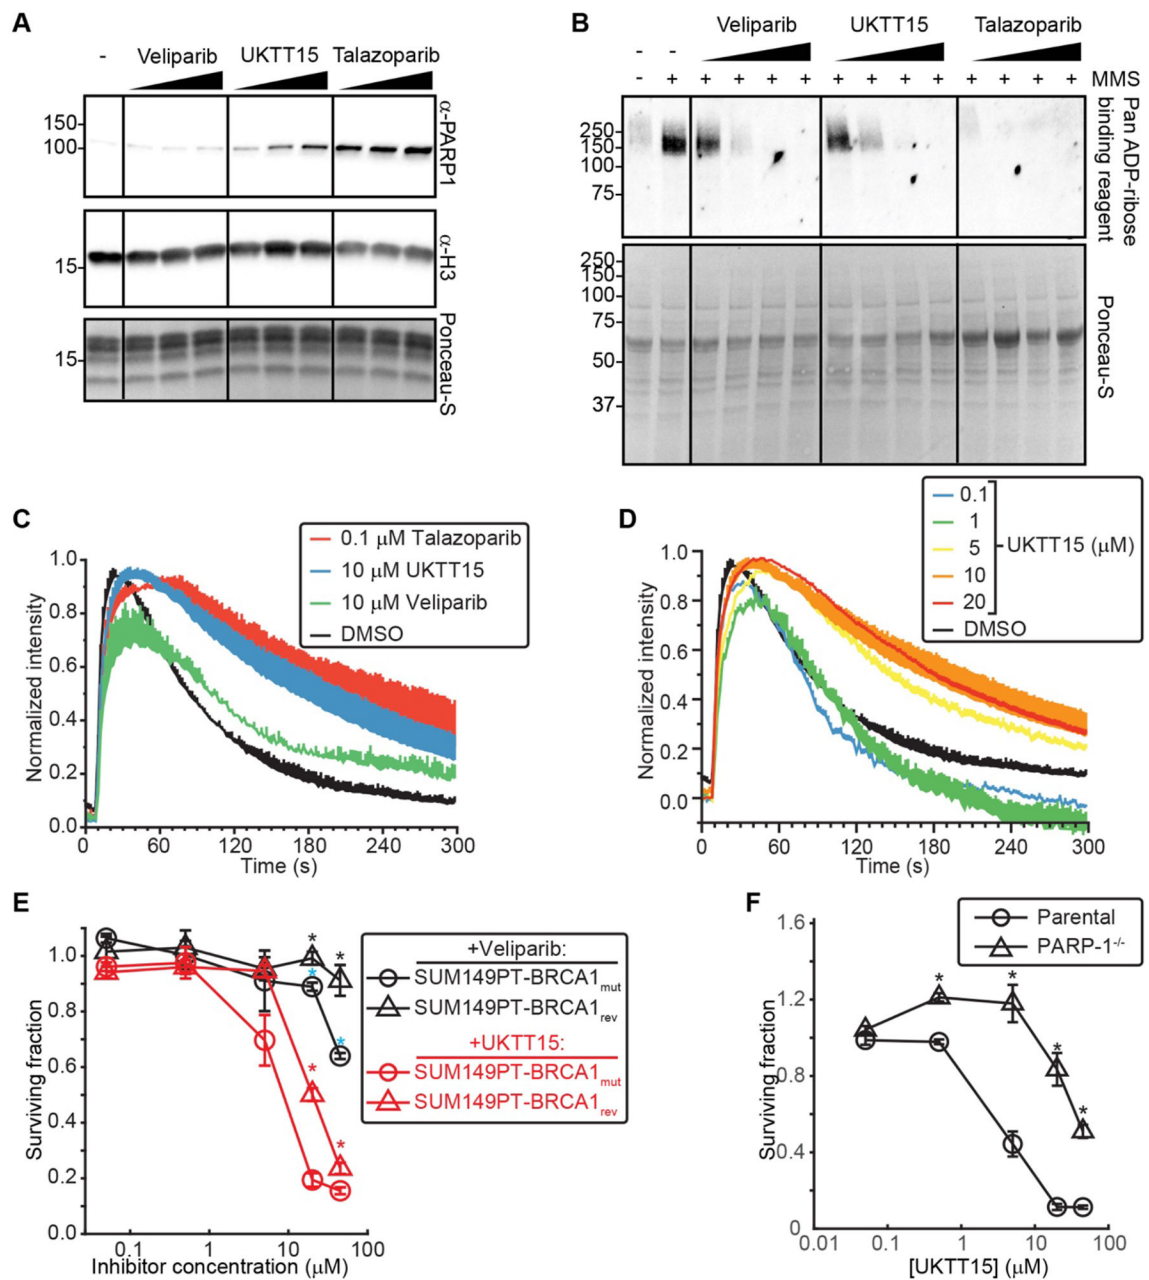 A
- Veliparib UKTT15 Talazoparib
150
100
α-PARP1
15
α-H3
15
Ponceau-S
B
Veliparib UKTT15 Talazoparib
- -
- + + + + + + + + + + + + + MMS
250
150
100
75
Pan ADP-ribose
binding reagent
250
150
100
75
50
37
Ponceau-S
C
0.1 μM Talazoparib
10 μM UKTT15
10 μM Veliparib
DMSO
Normalized intensity
1.0
0.8
0.6
0.4
0.2
0.0
0 60 120 180 240 300
Time (s)
D
0.1
1
5
10
20
UKTT15 (μM)
DMSO
Normalized intensity
1.0
0.8
0.6
0.4
0.2
0.0
0 60 120 180 240 300
Time (s)
E
Surviving fraction
1.0
0.8
0.6
0.4
0.2
0.0
0.1 1 10 100
Inhibitor concentration (μM)
* * * * * *
+Veliparib:
SUM149PT-BRCA1mut
SUM149PT-BRCA1rev
+UKTT15:
SUM149PT-BRCA1mut
SUM149PT-BRCA1rev
F
Parental
PARP-1-/-
Surviving fraction
1.6
1.2
0.8
0.4
0
0.01 0.1 1 10 100
[UKTT15] (μM)
* * * *